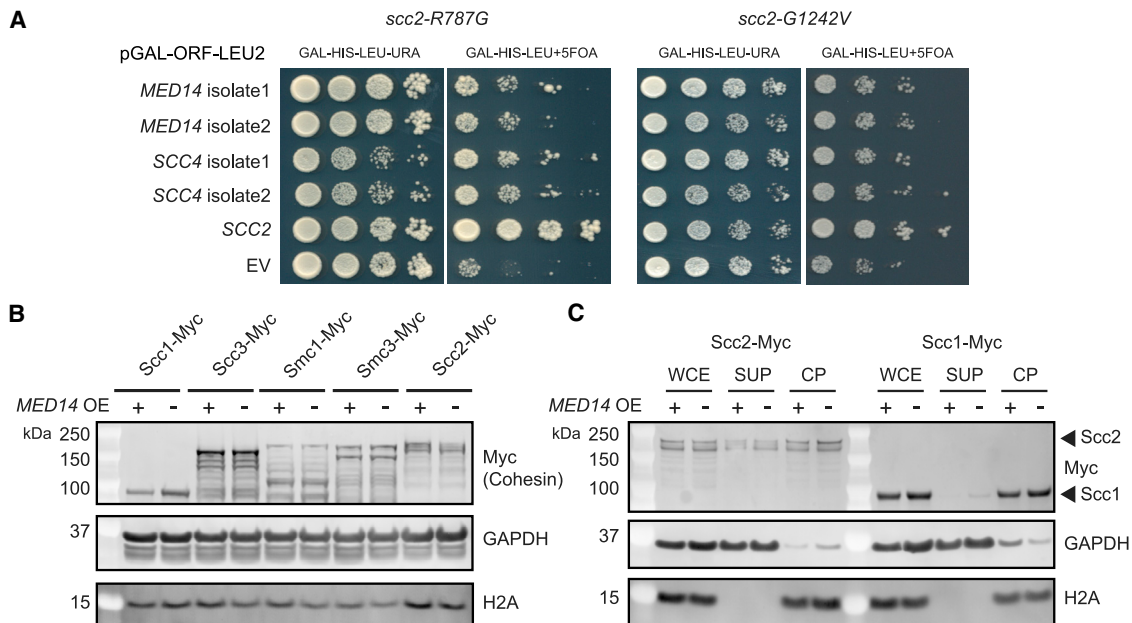 A
scc2-R787G
scc2-G1242V
pGAL-ORF-LEU2
GAL-HIS-LEU-URA
GAL-HIS-LEU+5FOA
GAL-HIS-LEU-URA
GAL-HIS-LEU+5FOA
MED14 isolate1
MED14 isolate2
SCC4 isolate1
SCC4 isolate2
SCC2
EV
B
Scc1-Myc
Scc3-Myc
Smc1-Myc
Smc3-Myc
Scc2-Myc
MED14 OE + - + - + - + - + -
kDa
250
150
100
Myc
(Cohesin)
37
GAPDH
15
H2A
C
Scc2-Myc
Scc1-Myc
WCE SUP CP WCE SUP CP
MED14 OE + - + - + - + - + - + -
kDa
250
150
100
Scc2
Myc
Scc1
37
GAPDH
15
H2A